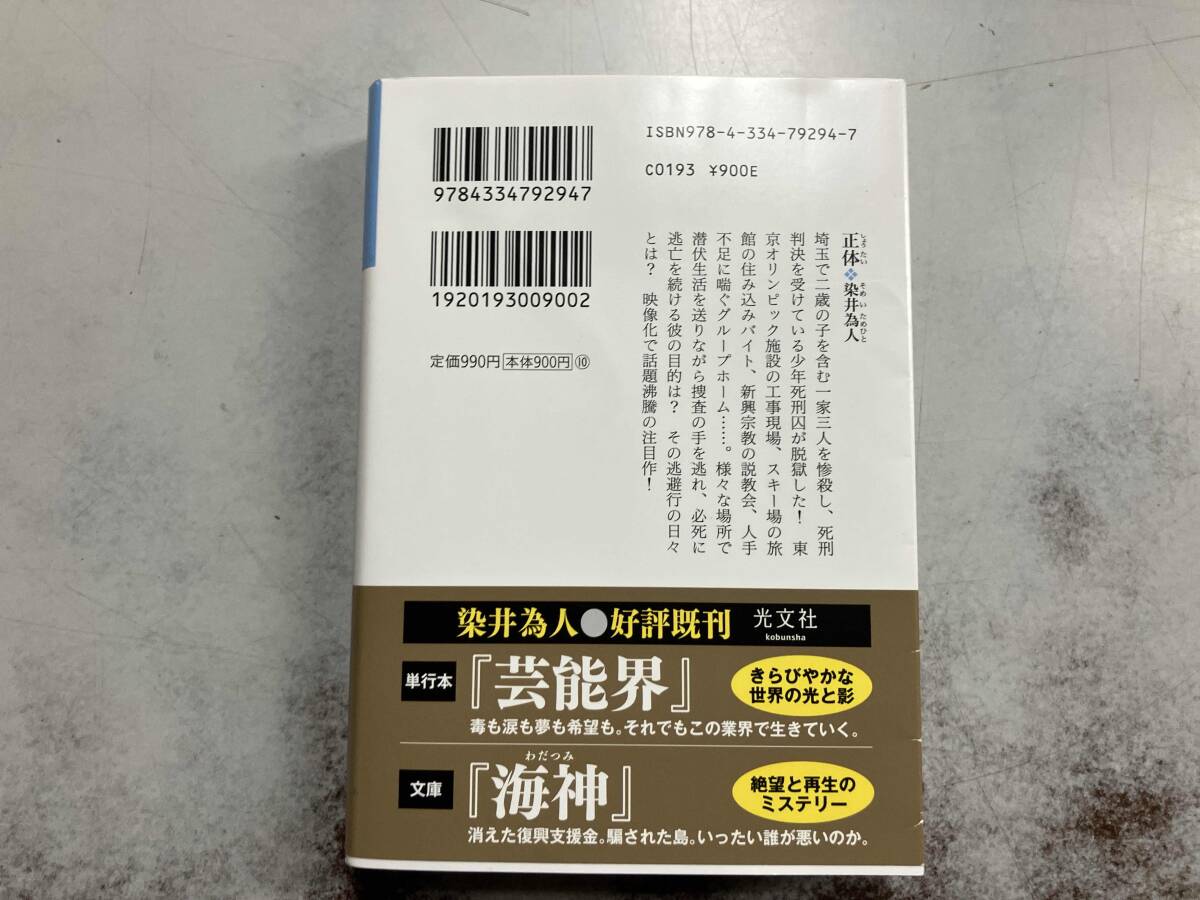 ISBN978-4-334-79294-7
C0193 ¥900E
9784334792947
1920193009002
定価990円 本体900円 ⑩
正体❖染井為人
しょうたい
そめいためひと
埼玉で二歳の子を含む一家三人を惨殺し、死刑
判決を受けている少年死刑囚が脱獄した！　東
京オリンピック施設の工事現場、スキー場の旅
館の住み込みバイト、新興宗教の説教会、人手
不足に喘ぐグループホーム……。様々な場所で
潜伏生活を送りながら捜査の手を逃れ、必死に
逃亡を続ける彼の目的は？　その逃避行の日々
とは？　映像化で話題沸騰の注目作！
染井為人●好評既刊 光文社
kobunsha
単行本 『芸能界』
きらびやかな
世界の光と影
毒も涙も夢も希望も。それでもこの業界で生きていく。
わだつみ
文庫 『海神』
絶望と再生の
ミステリー
消えた復興支援金。騙された島。いったい誰が悪いのか。